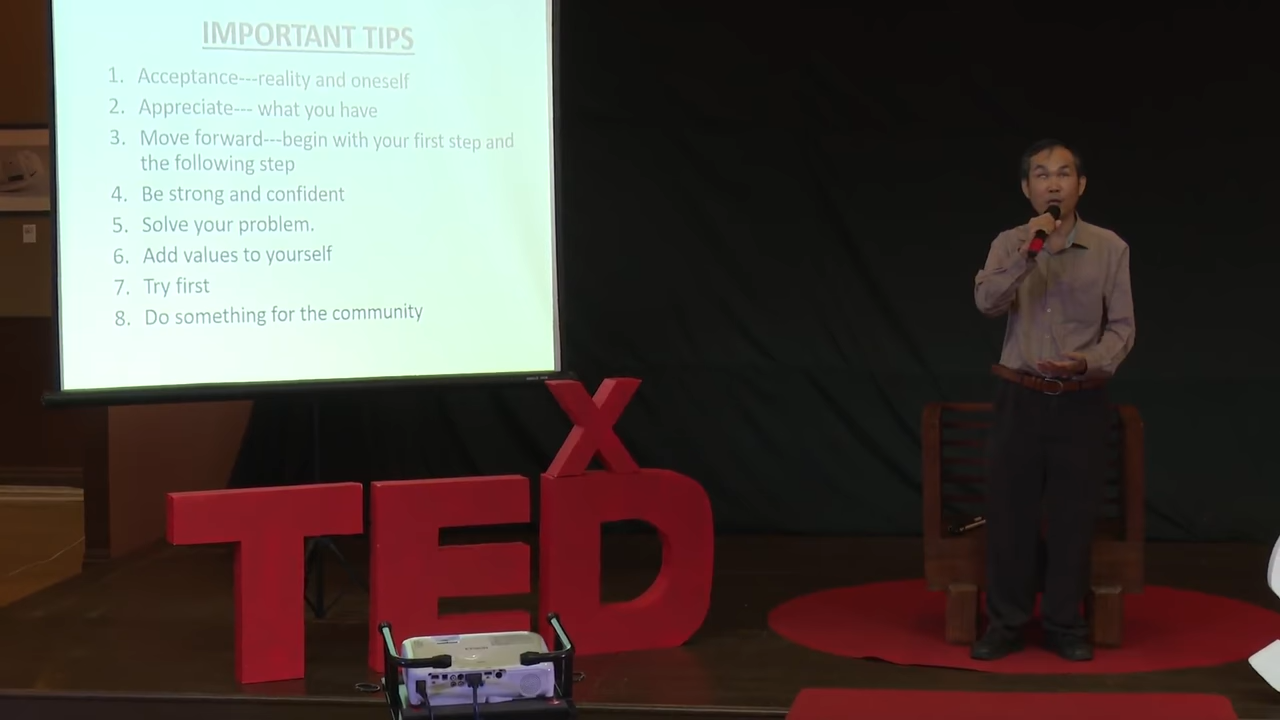 IMPORTANT TIPS
1. Acceptance---reality and oneself
2. Appreciate--- what you have
3. Move forward---begin with your first step and
the following step
4. Be strong and confident
5. Solve your problem.
6. Add values to yourself
7. Try first
8. Do something for the community
TEDx